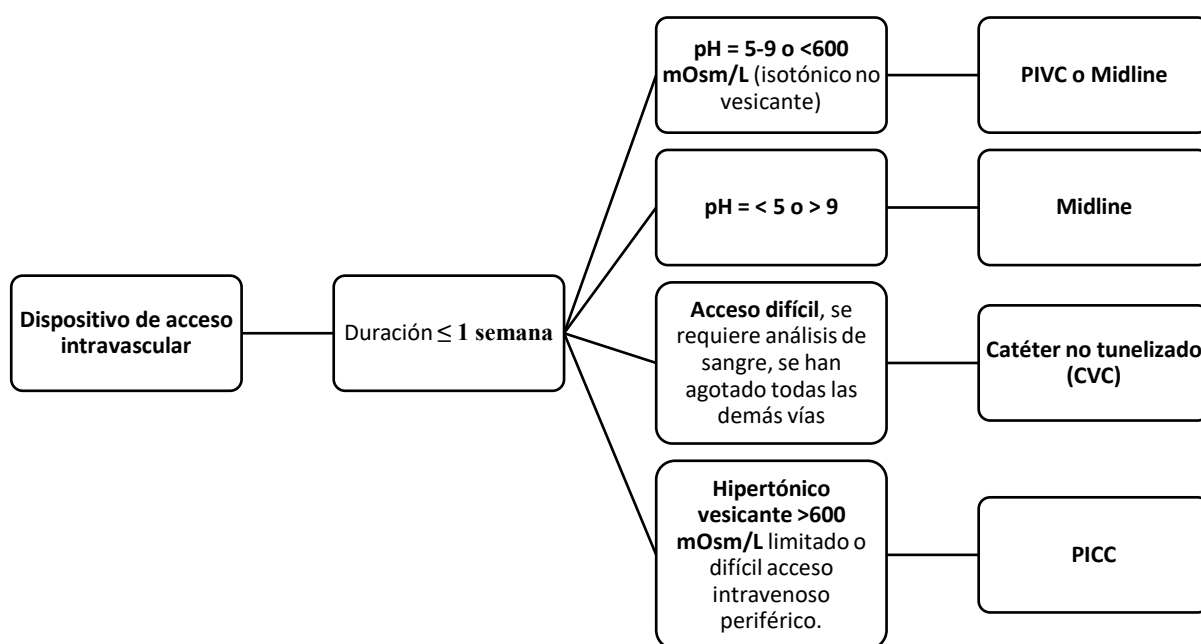 Dispositivo de acceso
intravascular
Duración ≤ 1 semana
pH = 5-9 o <600
mOsm/L (isotónico no
vesicante)
PIVC o Midline
pH = < 5 o > 9
Midline
Acceso difícil, se
requiere análisis de
sangre, se han
agotado todas las
demás vías
Catéter no tunelizado
(CVC)
Hipertónico
vesicante >600
mOsm/L limitado o
difícil acceso
intravenoso
periférico.
PICC